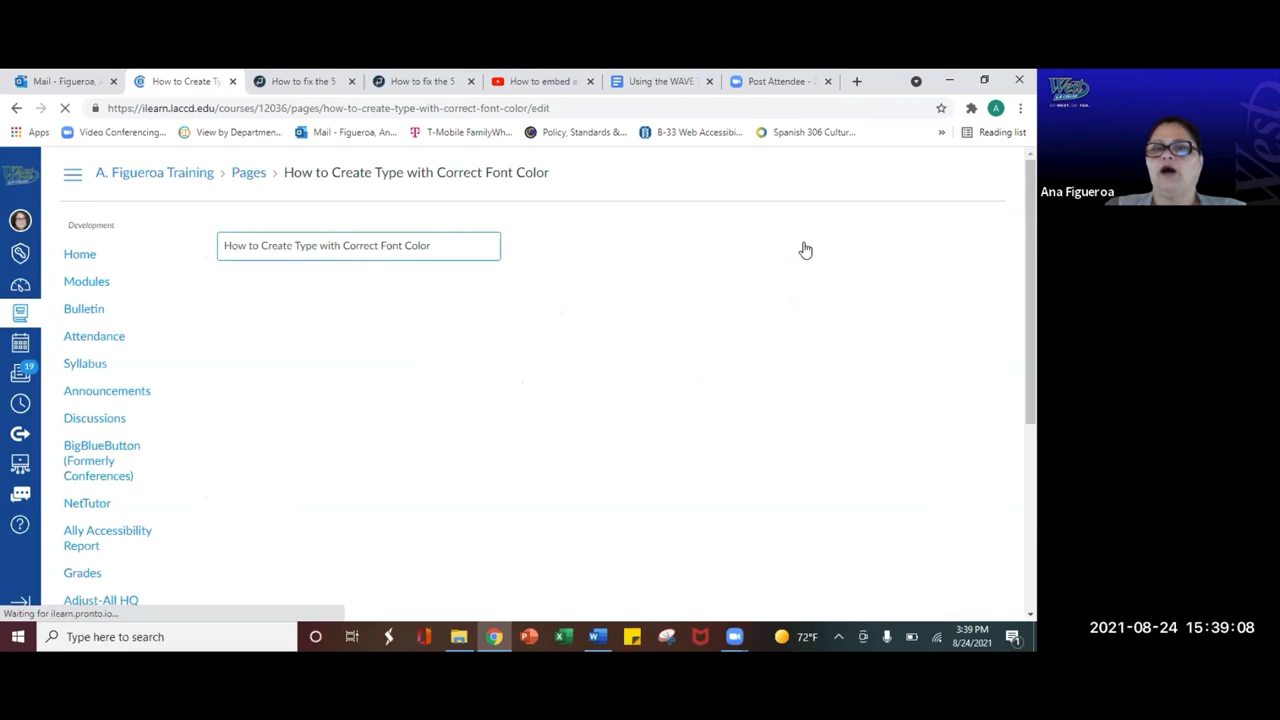 Mail - Figueroa,
How to Create Ty
How to fix the 5
How to fix the 5
How to embed a
Using the WAVE
Post Attendee - Z
https://ilearn.laccd.edu/courses/12036/pages/how-to-create-type-with-correct-font-color/edit
A
Apps
Video Conferencing...
View by Departmen...
Mail - Figueroa, An...
T-Mobile FamilyWh...
Policy, Standards &...
B-33 Web Accessibi...
Spanish 306 Cultur...
»
Reading list
West
A. Figueroa Training > Pages > How to Create Type with Correct Font Color
Ana Figueroa
Development
How to Create Type with Correct Font Color
Home
Modules
Bulletin
Attendance
Syllabus
19
Announcements
Discussions
BigBlueButton
(Formerly
Conferences)
NetTutor
Ally Accessibility
Report
Grades
Adjust-All HQ
Waiting for ilearn.pronto.io...
Type here to search
72°F
3:39 PM
8/24/2021
1
2021-08-24 15:39:08